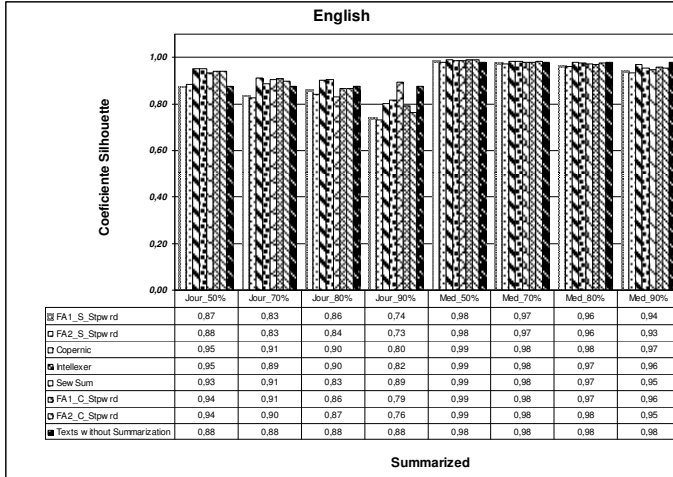 English
Coeficiente Silhouette
1,00
0,80
0,60
0,40
0,20
0,00
Jour_50% Jour_70% Jour_80% Jour_90% Med_50% Med_70% Med_80% Med_90%
FA1_S_Stpwrd 0,87 0,83 0,86 0,74 0,98 0,97 0,96 0,94
FA2_S_Stpwrd 0,88 0,83 0,84 0,73 0,98 0,97 0,96 0,93
Copernic 0,95 0,91 0,90 0,80 0,99 0,98 0,98 0,97
Intellexer 0,95 0,89 0,90 0,82 0,99 0,98 0,97 0,96
Sew Sum 0,93 0,91 0,83 0,89 0,99 0,98 0,97 0,95
FA1_C_Stpwrd 0,94 0,91 0,86 0,79 0,99 0,98 0,97 0,96
FA2_C_Stpwrd 0,94 0,90 0,87 0,76 0,99 0,98 0,98 0,95
Texts without Summarization 0,88 0,88 0,88 0,88 0,98 0,98 0,98 0,98
Summarized